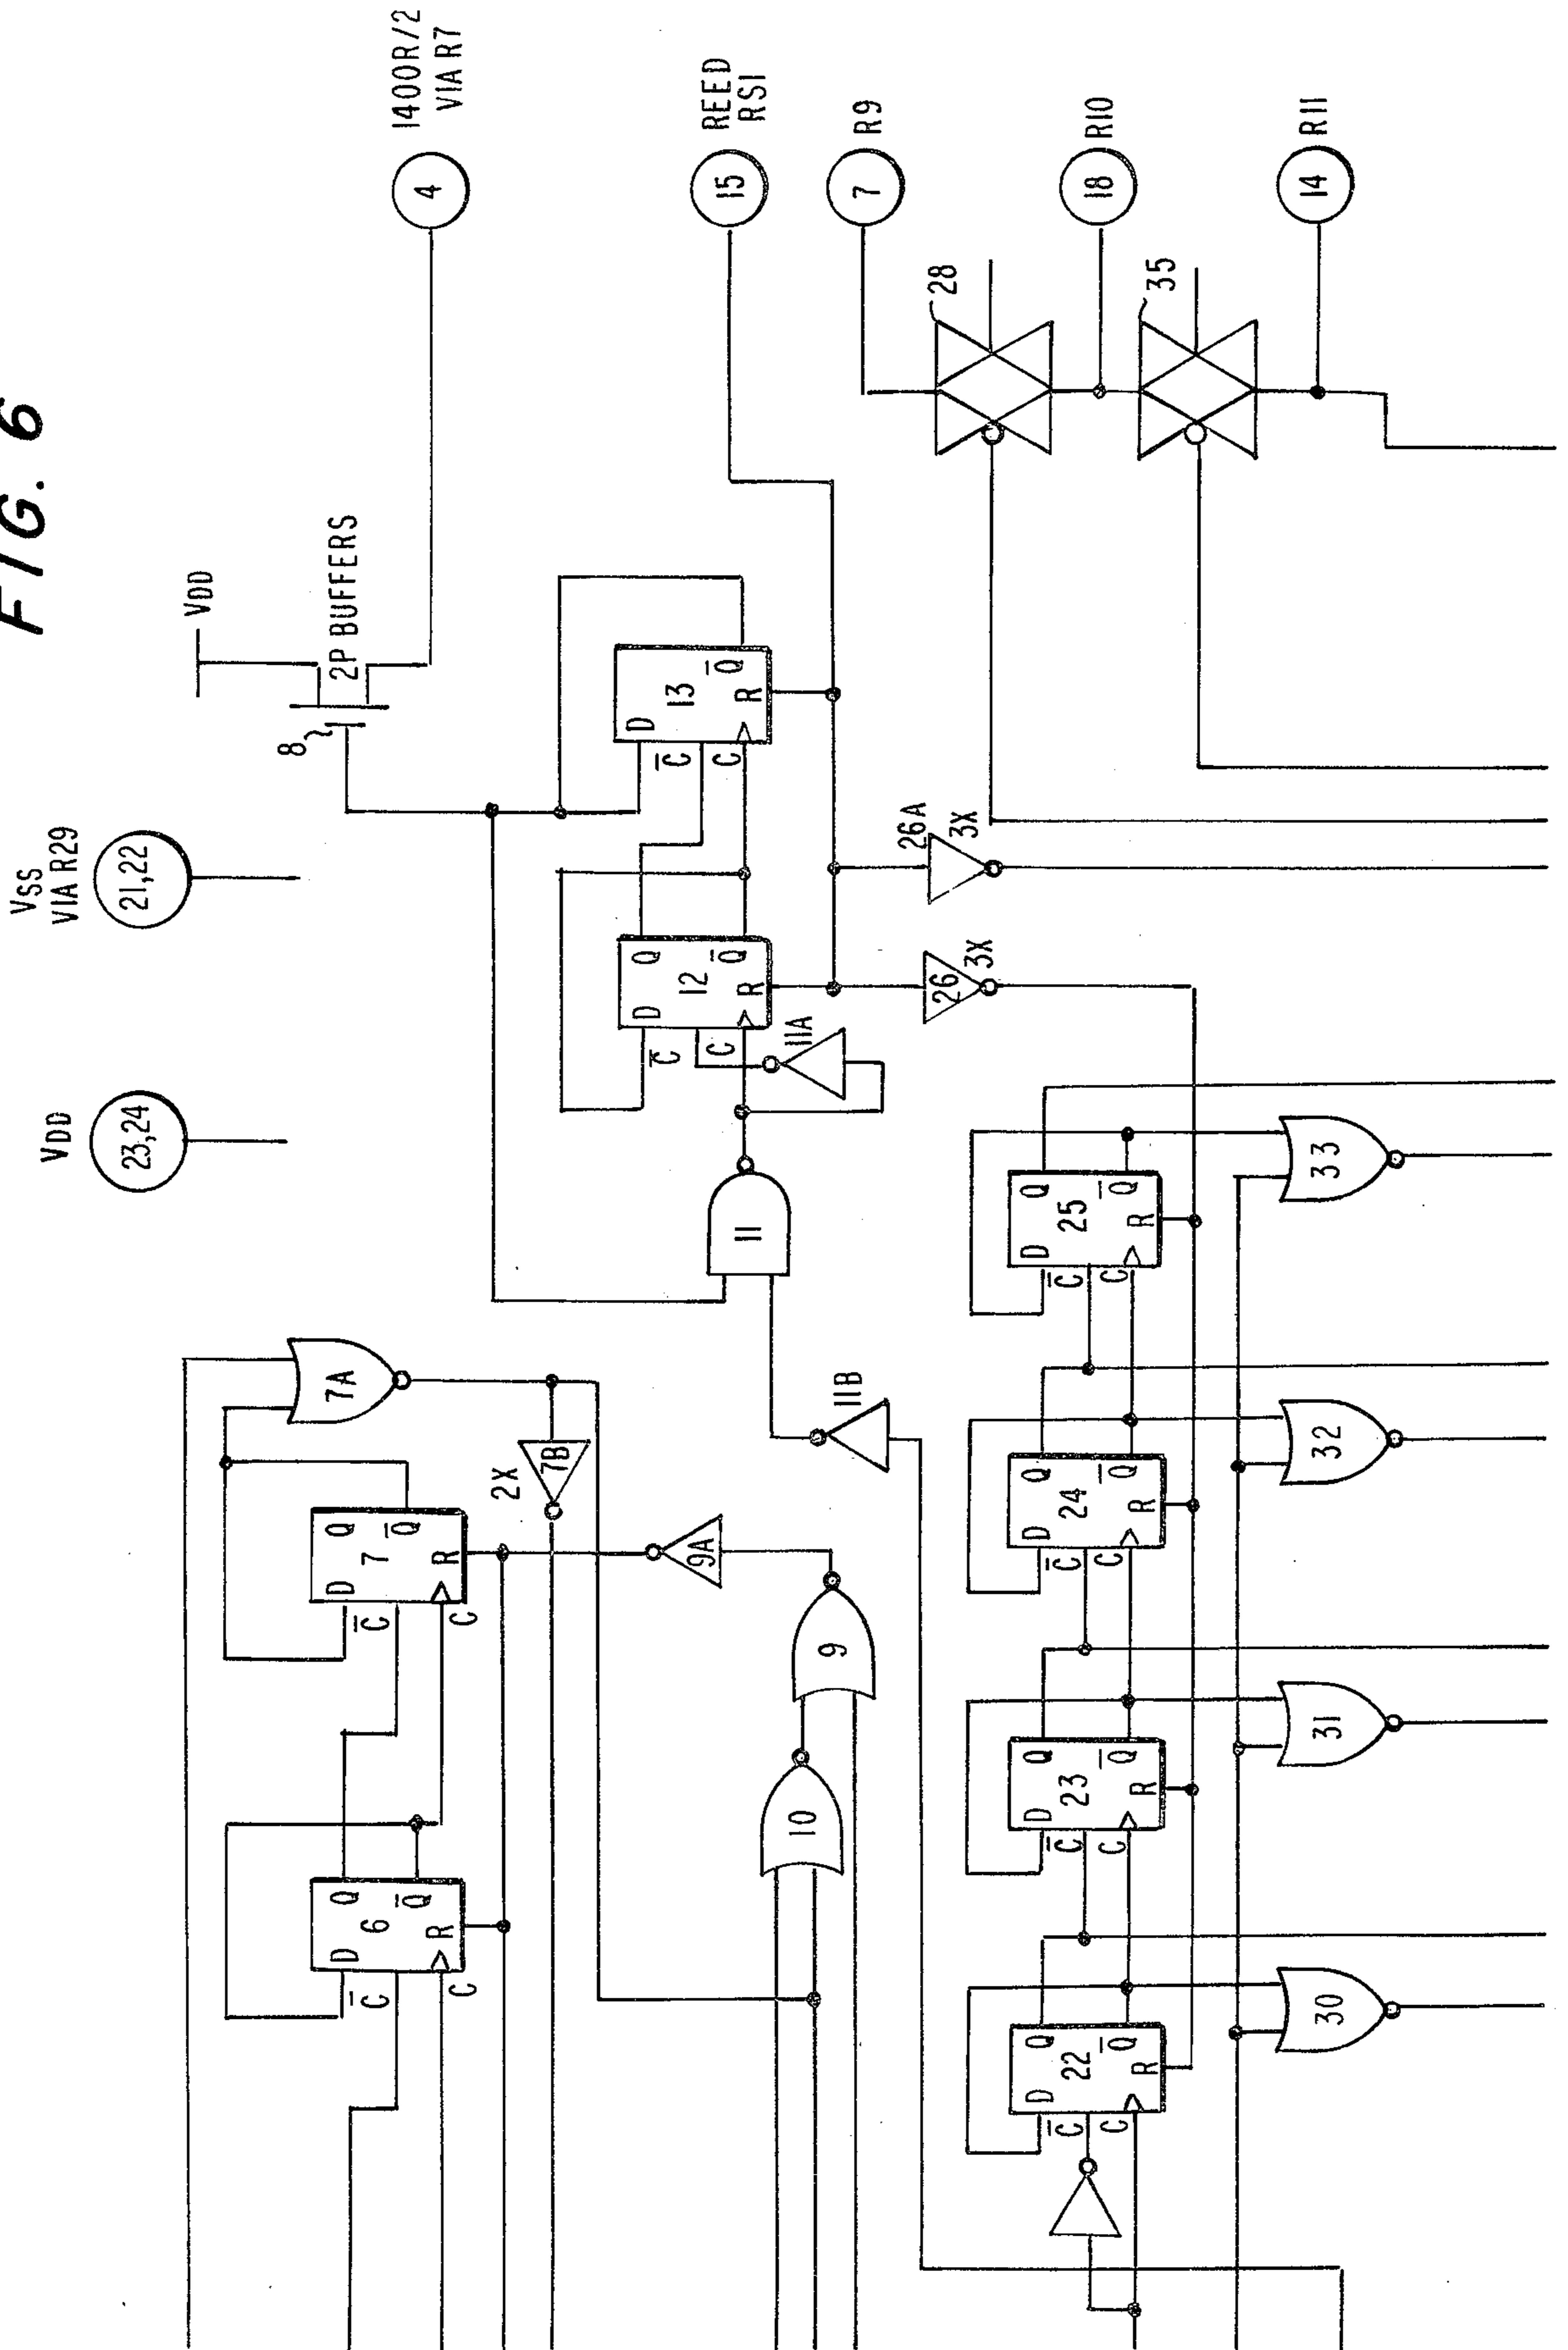 FIG. 6
VDD
23,24
VSS
VIA R29
21,22
VDD
8
2P BUFFERS
1400R/2
VIA R7
4
D Q
C̅ 6 Q̅
C R
D Q
C̅ 7 Q̅
C R
7A
2X
7B
9A
10
9
11B
11
11A
D Q
C̅ 12 Q̅
C R
D
C̅ 13 Q̅
C R
REED
RS1
15
26
3X
26A
3X
R9
7
28
R10
18
35
R11
14
D Q
C̅ 22 Q̅
C R
D Q
C̅ 23 Q̅
C R
D Q
C̅ 24 Q̅
C R
D Q
C̅ 25 Q̅
C R
30
31
32
33